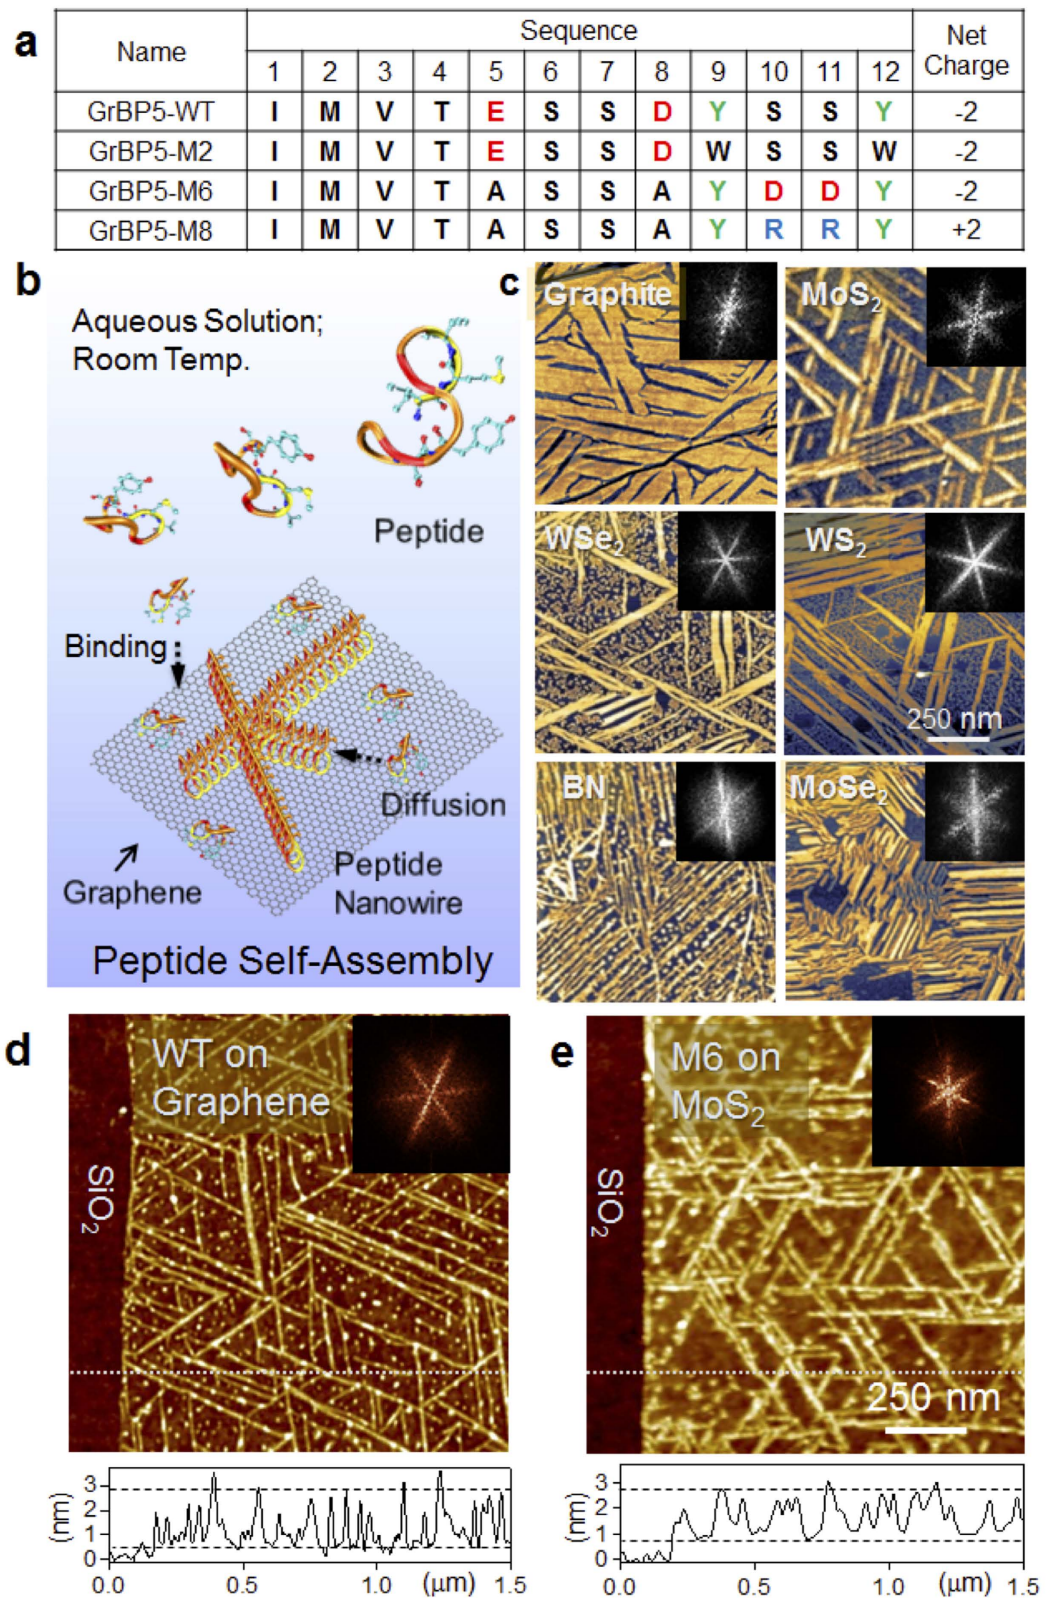 a
Name Sequence Net Charge
1 2 3 4 5 6 7 8 9 10 11 12
GrBP5-WT I M V T E S S D Y S S Y -2
GrBP5-M2 I M V T E S S D W S S W -2
GrBP5-M6 I M V T A S S A Y D D Y -2
GrBP5-M8 I M V T A S S A Y R R Y +2
b
Aqueous Solution;
Room Temp.
Peptide
Binding
Diffusion
Graphene
Peptide
Nanowire
Peptide Self-Assembly
c
Graphite
MoS2
WSe2
WS2
250 nm
BN
MoSe2
d
WT on
Graphene
SiO2
(nm)
3
2
1
0
0.0 0.5 1.0 (μm) 1.5
e
M6 on
MoS2
SiO2
250 nm
(nm)
3
2
1
0
0.0 0.5 1.0 (μm) 1.5